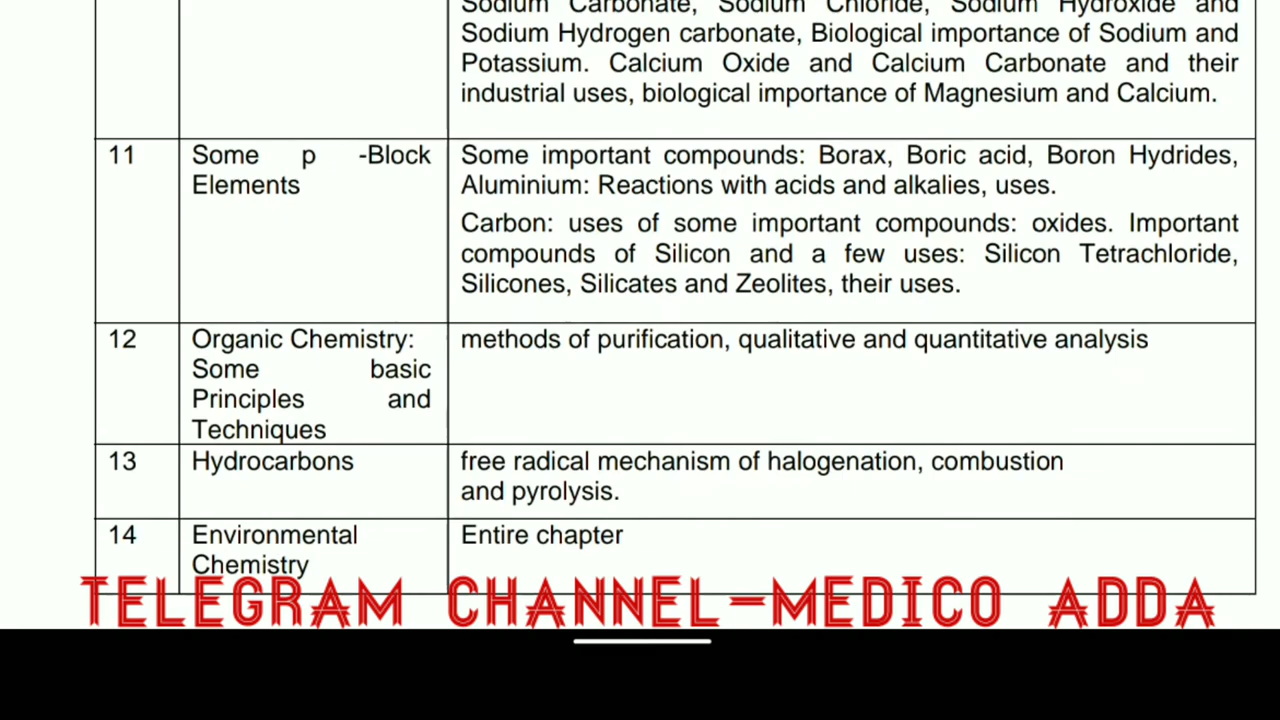 Sodium Carbonate, Sodium Chloride, Sodium Hydroxide and
Sodium Hydrogen carbonate, Biological importance of Sodium and
Potassium. Calcium Oxide and Calcium Carbonate and their
industrial uses, biological importance of Magnesium and Calcium.
11
Some p -Block
Elements
Some important compounds: Borax, Boric acid, Boron Hydrides,
Aluminium: Reactions with acids and alkalies, uses.
Carbon: uses of some important compounds: oxides. Important
compounds of Silicon and a few uses: Silicon Tetrachloride,
Silicones, Silicates and Zeolites, their uses.
12
Organic Chemistry:
Some basic
Principles and
Techniques
methods of purification, qualitative and quantitative analysis
13
Hydrocarbons
free radical mechanism of halogenation, combustion
and pyrolysis.
14
Environmental
Chemistry
Entire chapter
TELEGRAM CHANNEL-MEDICO ADDA